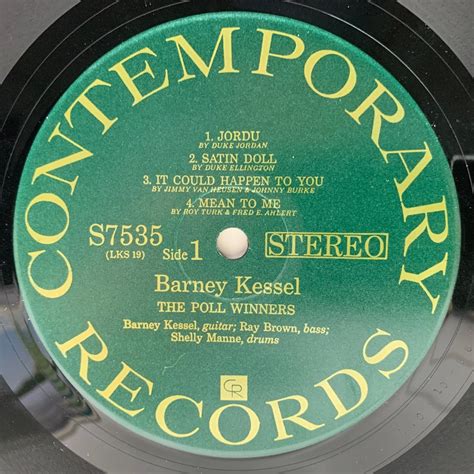 CONTEMPORARY
1. JORDU
BY DUKE JORDAN
2. SATIN DOLL
BY DUKE ELLINGTON
3. IT COULD HAPPEN TO YOU
BY JIMMY VAN HEUSEN & JOHNNY BURKE
4. MEAN TO ME
BY ROY TURK & FRED E. AHLERT
S7535
(LKS 19)
Side 1
STEREO
Barney Kessel
THE POLL WINNERS
Barney Kessel, guitar; Ray Brown, bass;
Shelly Manne, drums
CR
RECORDS